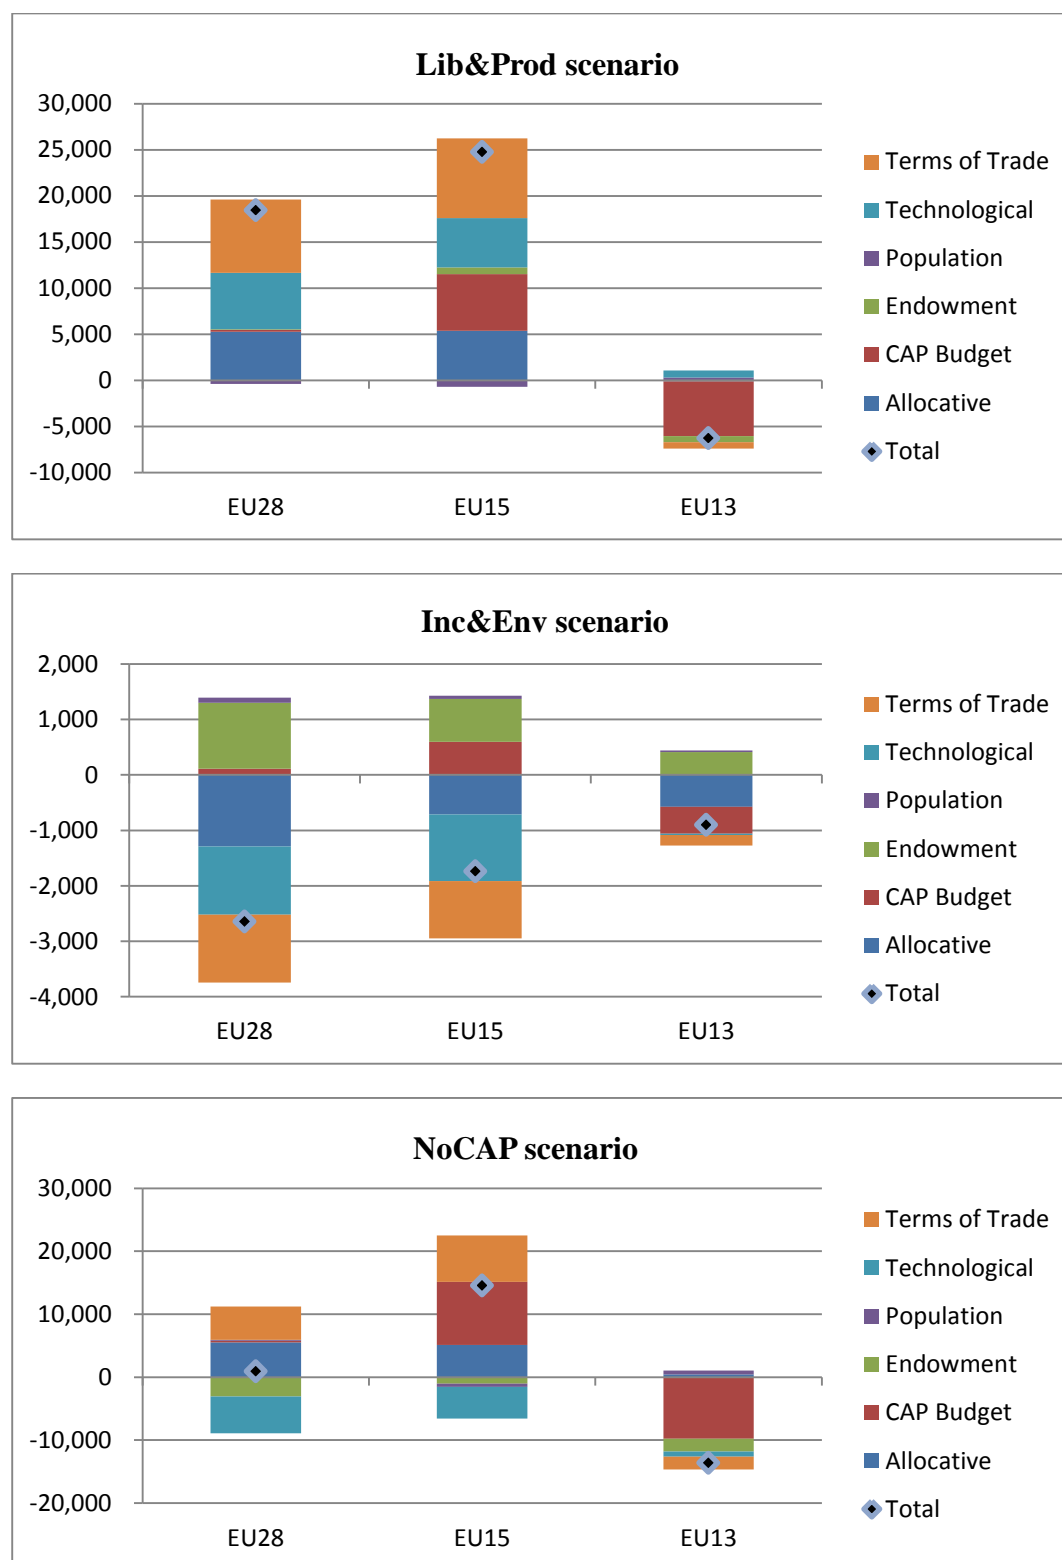 Lib&Prod scenario
30,000
25,000
20,000
15,000
10,000
5,000
0
-5,000
-10,000
EU28
EU15
EU13
Terms of Trade
Technological
Population
Endowment
CAP Budget
Allocative
Total
Inc&Env scenario
2,000
1,000
0
-1,000
-2,000
-3,000
-4,000
EU28
EU15
EU13
Terms of Trade
Technological
Population
Endowment
CAP Budget
Allocative
Total
NoCAP scenario
30,000
20,000
10,000
0
-10,000
-20,000
EU28
EU15
EU13
Terms of Trade
Technological
Population
Endowment
CAP Budget
Allocative
Total